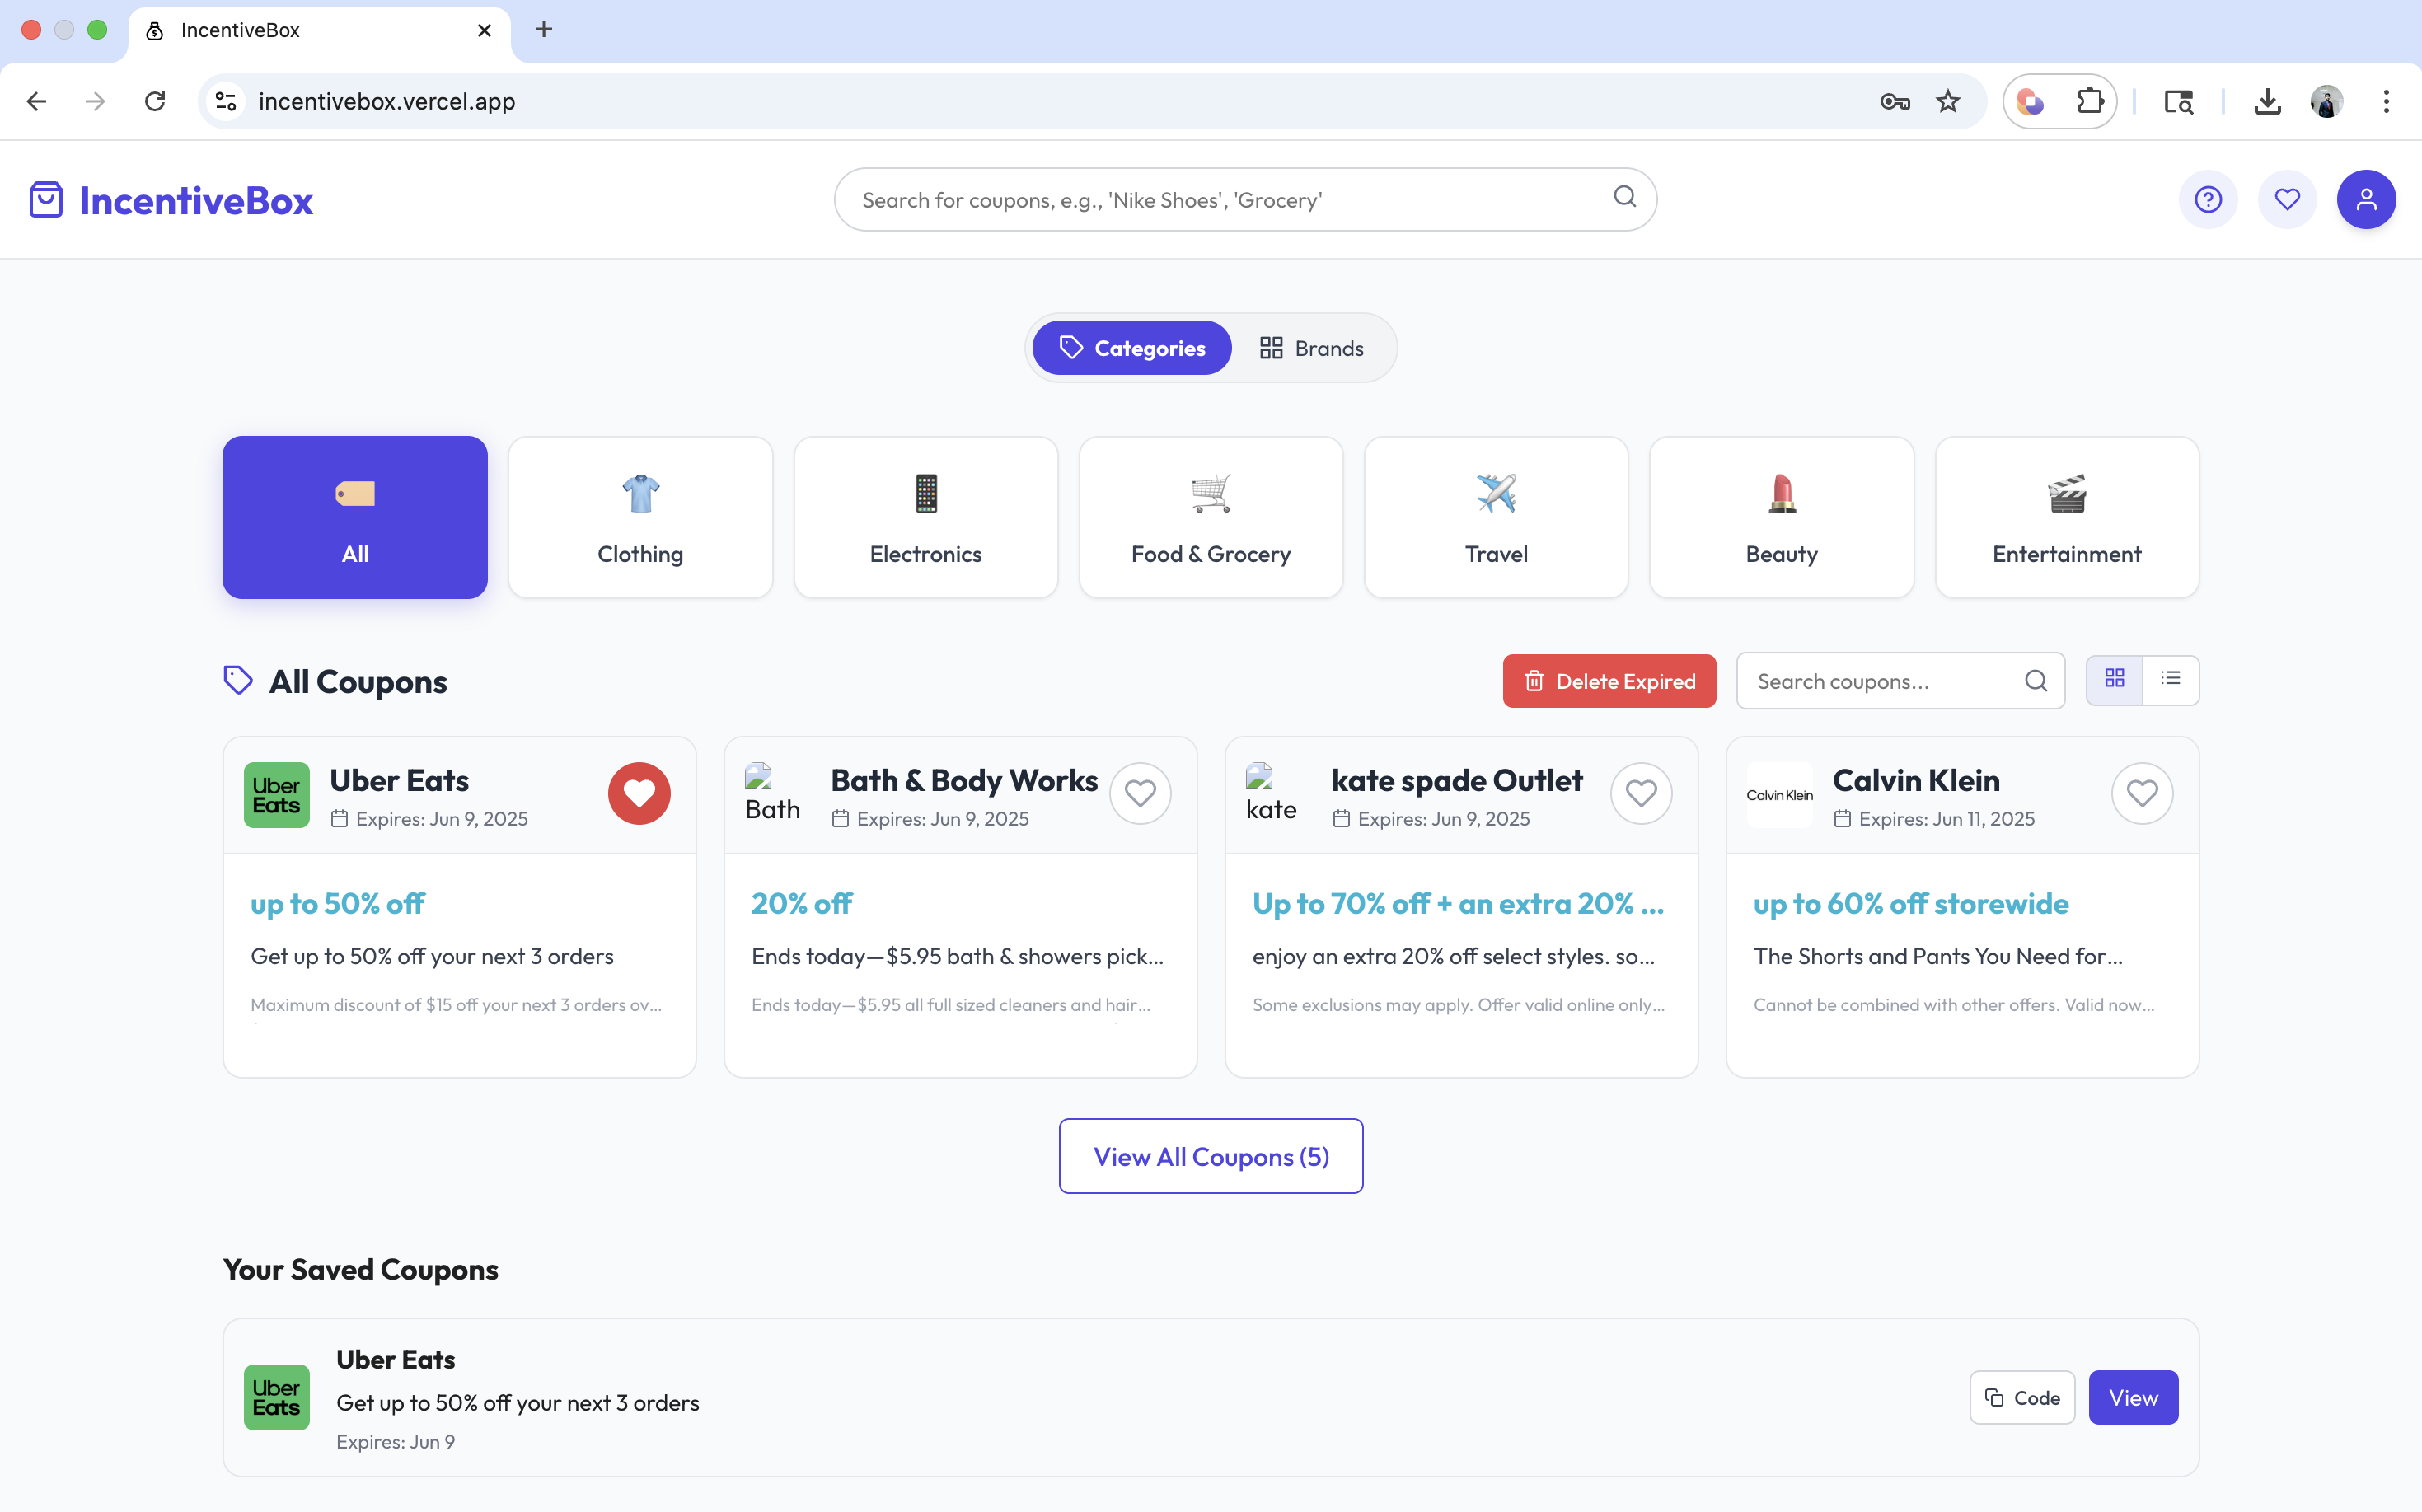 IncentiveBox
incentivebox.vercel.app
IncentiveBox
Search for coupons, e.g., 'Nike Shoes', 'Grocery'
Categories
Brands
All
Clothing
Electronics
Food & Grocery
Travel
Beauty
Entertainment
All Coupons
Delete Expired
Search coupons...
Uber Eats
Uber Eats
Expires: Jun 9, 2025
up to 50% off
Get up to 50% off your next 3 orders
Maximum discount of $15 off your next 3 orders ov...
Bath
Bath & Body Works
Expires: Jun 9, 2025
20% off
Ends today—$5.95 bath & showers pick...
Ends today—$5.95 all full sized cleaners and hair...
kate
kate spade Outlet
Expires: Jun 9, 2025
Up to 70% off + an extra 20% ...
enjoy an extra 20% off select styles. so...
Some exclusions may apply. Offer valid online only...
Calvin Klein
Calvin Klein
Expires: Jun 11, 2025
up to 60% off storewide
The Shorts and Pants You Need for...
Cannot be combined with other offers. Valid now...
View All Coupons (5)
Your Saved Coupons
Uber Eats
Uber Eats
Get up to 50% off your next 3 orders
Expires: Jun 9
Code
View